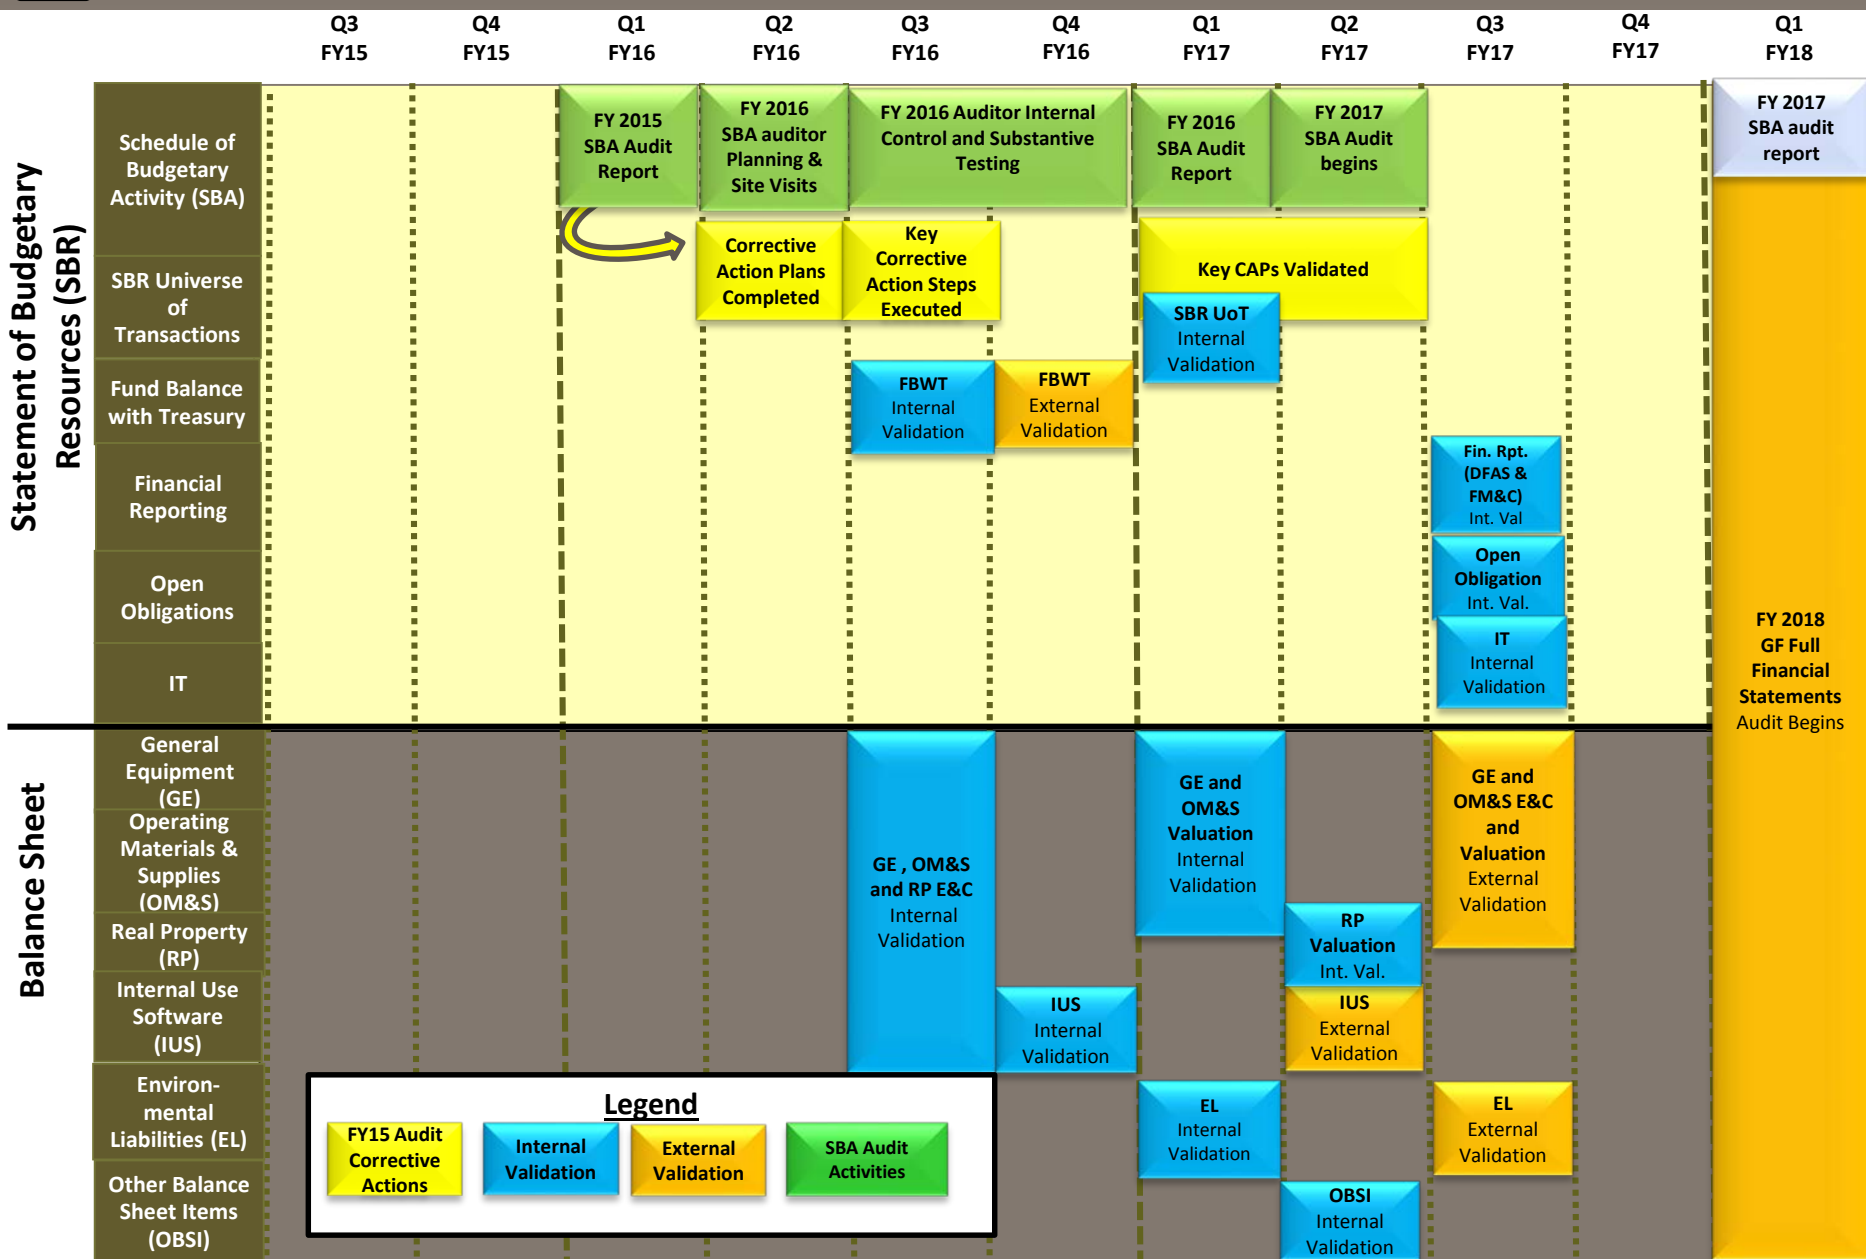 Q3
FY15
Q4
FY15
Q1
FY16
Q2
FY16
Q3
FY16
Q4
FY16
Q1
FY17
Q2
FY17
Q3
FY17
Q4
FY17
Q1
FY18
Statement of Budgetary
Resources (SBR)
Schedule of
Budgetary
Activity (SBA)
FY 2015
SBA Audit
Report
FY 2016
SBA auditor
Planning &
Site Visits
FY 2016 Auditor Internal
Control and Substantive
Testing
FY 2016
SBA Audit
Report
FY 2017
SBA Audit
begins
FY 2017
SBA audit
report
Corrective
Action Plans
Completed
Key
Corrective
Action Steps
Executed
Key CAPs Validated
SBR Universe
of
Transactions
SBR UoT
Internal
Validation
Fund Balance
with Treasury
FBWT
Internal
Validation
FBWT
External
Validation
Financial
Reporting
Fin. Rpt.
(DFAS &
FM&C)
Int. Val
Open
Obligations
Open
Obligation
Int. Val.
IT
IT
Internal
Validation
FY 2018
GF Full
Financial
Statements
Audit Begins
Balance Sheet
General
Equipment
(GE)
Operating
Materials &
Supplies
(OM&S)
Real Property
(RP)
Internal Use
Software
(IUS)
Environ-
mental
Liabilities (EL)
Other Balance
Sheet Items
(OBSI)
GE , OM&S
and RP E&C
Internal
Validation
GE and
OM&S
Valuation
Internal
Validation
GE and
OM&S E&C
and
Valuation
External
Validation
RP
Valuation
Int. Val.
IUS
Internal
Validation
IUS
External
Validation
EL
Internal
Validation
EL
External
Validation
OBSI
Internal
Validation
Legend
FY15 Audit
Corrective
Actions
Internal
Validation
External
Validation
SBA Audit
Activities